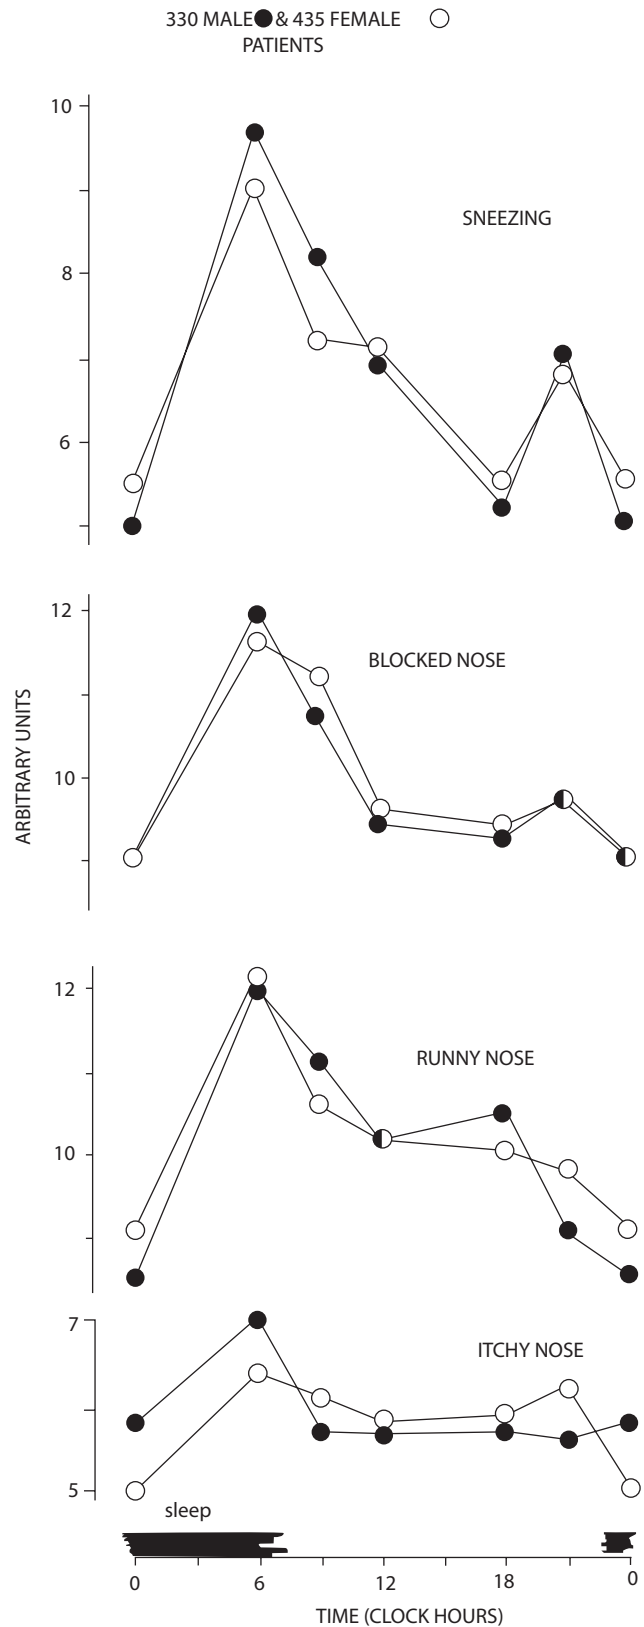 330 MALE & 435 FEMALE
PATIENTS
10
SNEEZING
8
6
12
BLOCKED NOSE
10
ARBITRARY UNITS
12
RUNNY NOSE
10
7
ITCHY NOSE
5
sleep
0 6 12 18 0
TIME (CLOCK HOURS)